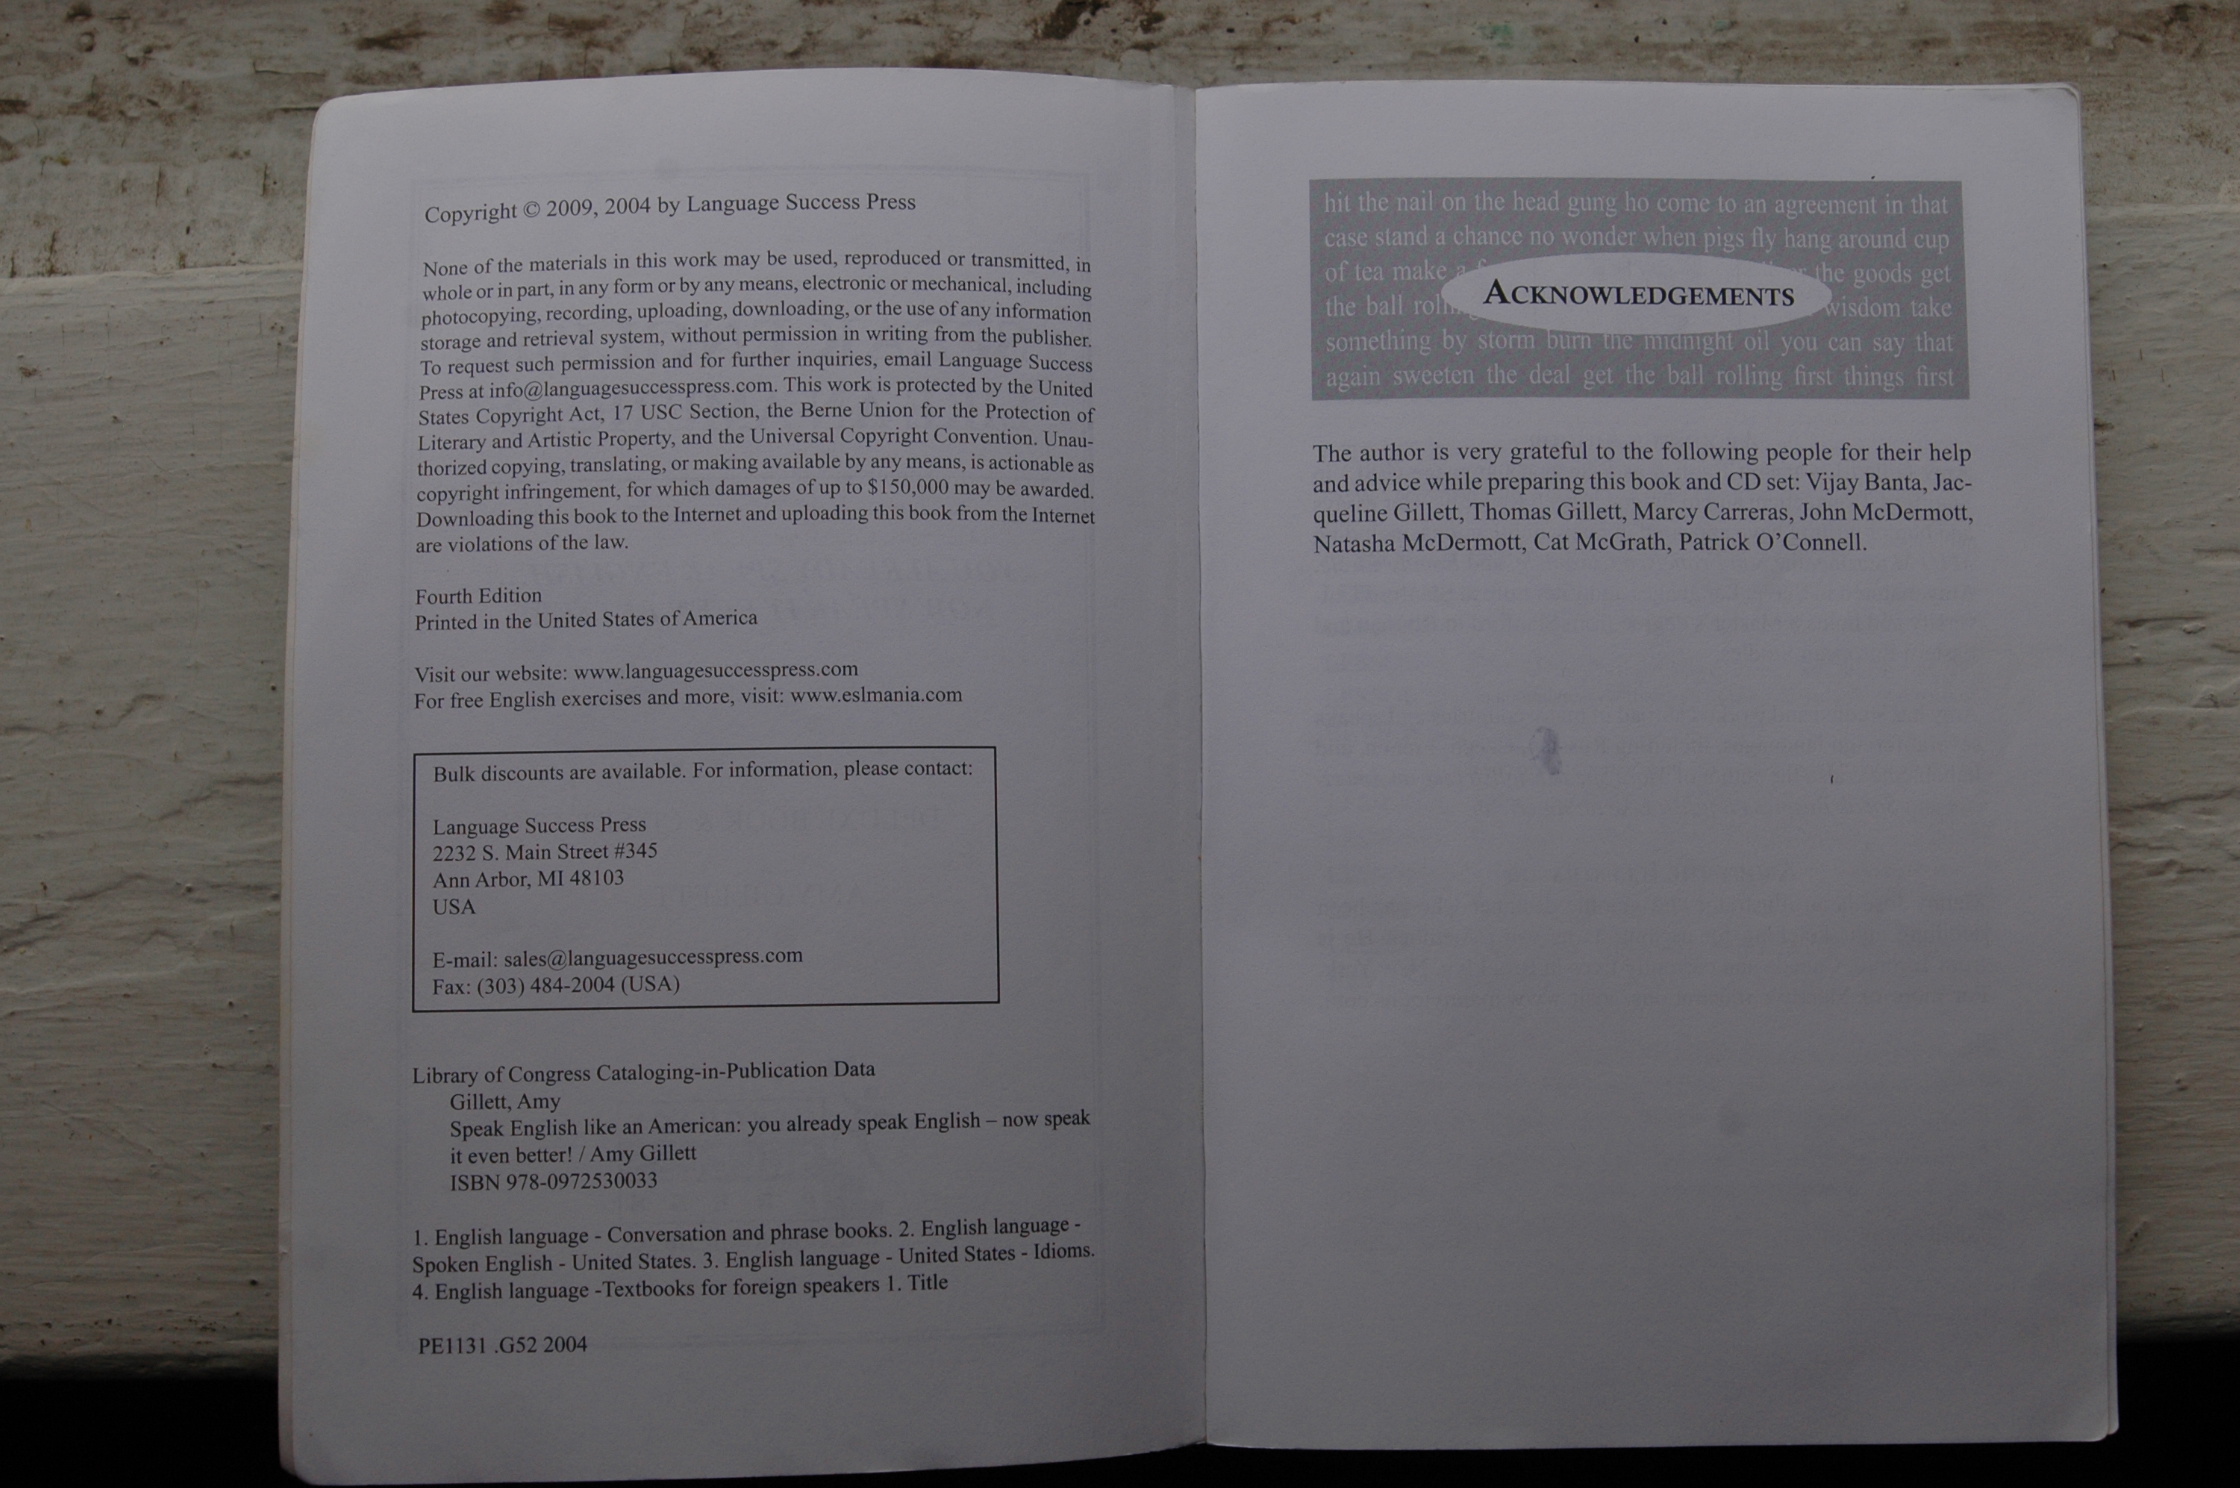 Copyright © 2009, 2004 by Language Success Press
None of the materials in this work may be used, reproduced or transmitted, in
whole or in part, in any form or by any means, electronic or mechanical, including
photocopying, recording, uploading, downloading, or the use of any information
storage and retrieval system, without permission in writing from the publisher.
To request such permission and for further inquiries, email Language Success
Press at info@languagesuccesspress.com. This work is protected by the United
States Copyright Act, 17 USC Section, the Berne Union for the Protection of
Literary and Artistic Property, and the Universal Copyright Convention. Unau-
thorized copying, translating, or making available by any means, is actionable as
copyright infringement, for which damages of up to $150,000 may be awarded.
Downloading this book to the Internet and uploading this book from the Internet
are violations of the law.
Fourth Edition
Printed in the United States of America
Visit our website: www.languagesuccesspress.com
For free English exercises and more, visit: www.eslmania.com
Bulk discounts are available. For information, please contact:
Language Success Press
2232 S. Main Street #345
Ann Arbor, MI 48103
USA
E-mail: sales@languagesuccesspress.com
Fax: (303) 484-2004 (USA)
Library of Congress Cataloging-in-Publication Data
Gillett, Amy
Speak English like an American: you already speak English – now speak
it even better! / Amy Gillett
ISBN 978-0972530033
1. English language - Conversation and phrase books. 2. English language -
Spoken English - United States. 3. English language - United States - Idioms.
4. English language -Textbooks for foreign speakers 1. Title
PE1131 .G52 2004
hit the nail on the head gung ho come to an agreement in that
case stand a chance no wonder when pigs fly hang around cup
of tea make a the goods get
ACKNOWLEDGEMENTS
the ball wisdom take
something by storm burn the midnight oil you can say that
again sweeten the deal get the ball rolling first things first
The author is very grateful to the following people for their help
and advice while preparing this book and CD set: Vijay Banta, Jac-
queline Gillett, Thomas Gillett, Marcy Carreras, John McDermott,
Natasha McDermott, Cat McGrath, Patrick O'Connell.